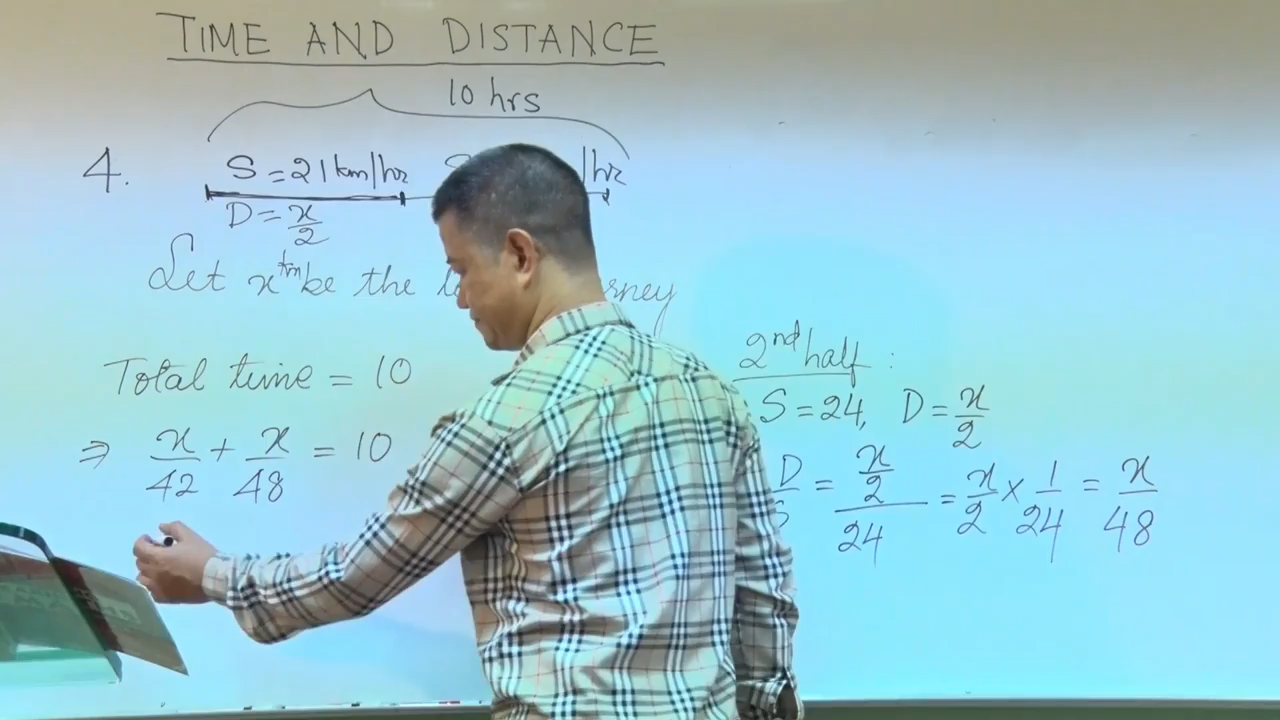 TIME AND DISTANCE
10 hrs
4. S = 21 km/hr /hr
D = x/2
Let x km be the
Total time = 10
⇒ x/42 + x/48 = 10
2nd half :
S = 24, D = x/2
D = x/2 / 24 = x/2 × 1/24 = x/48